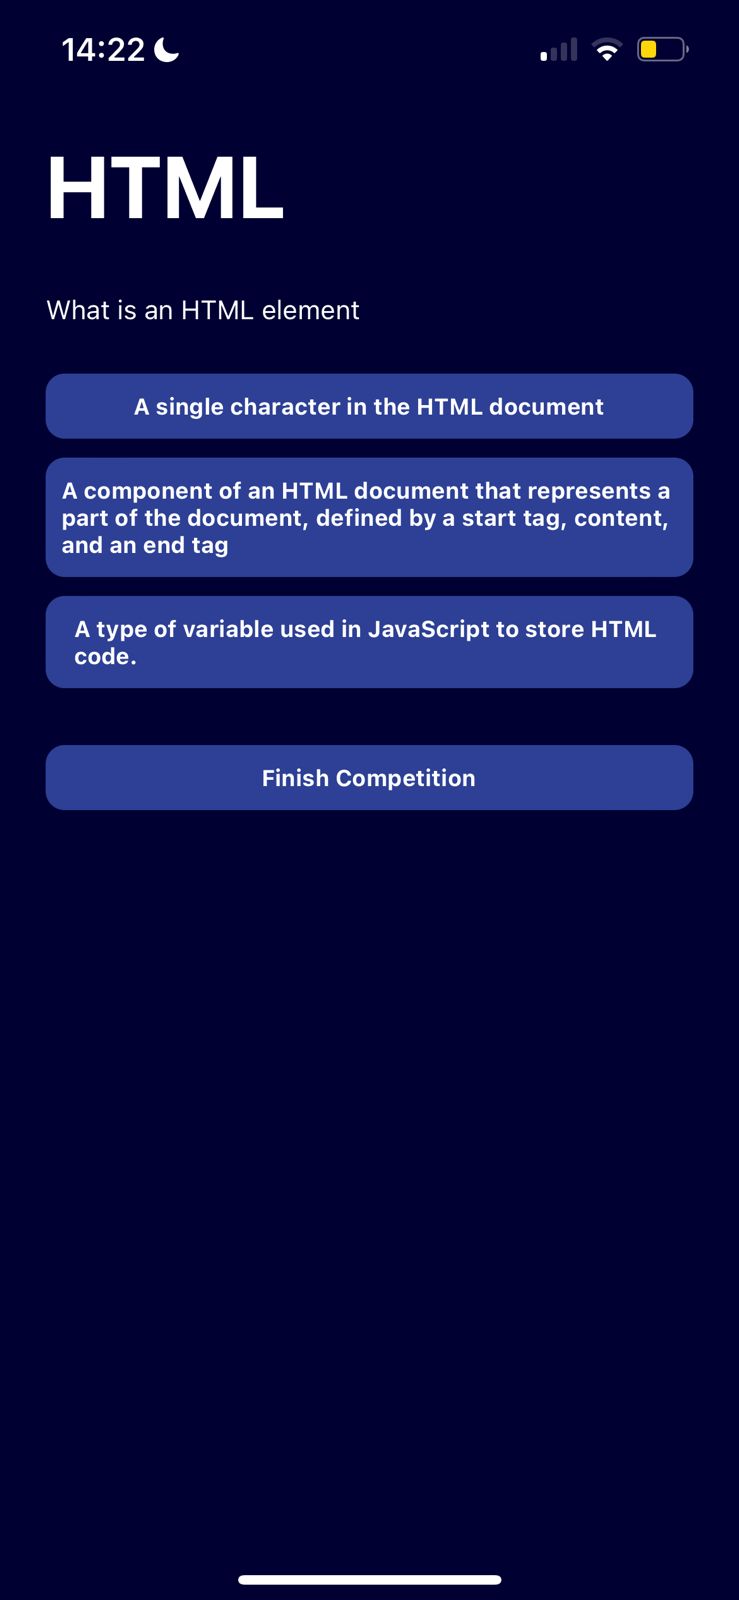 14:22
HTML
What is an HTML element
A single character in the HTML document
A component of an HTML document that represents a
part of the document, defined by a start tag, content,
and an end tag
A type of variable used in JavaScript to store HTML
code.
Finish Competition